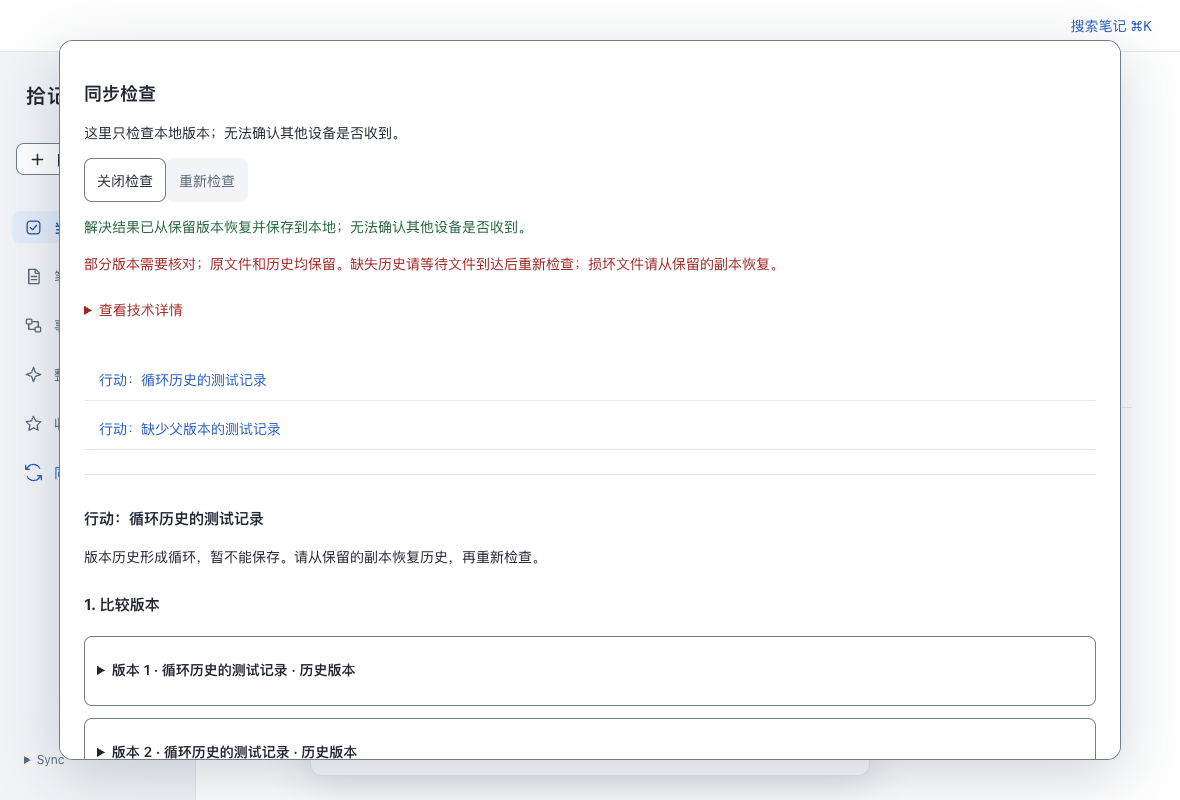 搜索笔记 ⌘K
拾记
同步检查
这里只检查本地版本；无法确认其他设备是否收到。
关闭检查
重新检查
解决结果已从保留版本恢复并保存到本地；无法确认其他设备是否收到。
部分版本需要核对；原文件和历史均保留。缺失历史请等待文件到达后重新检查；损坏文件请从保留的副本恢复。
查看技术详情
行动：循环历史的测试记录
行动：缺少父版本的测试记录
行动：循环历史的测试记录
版本历史形成循环，暂不能保存。请从保留的副本恢复历史，再重新检查。
1. 比较版本
版本 1 · 循环历史的测试记录 · 历史版本
版本 2 · 循环历史的测试记录 · 历史版本
Sync